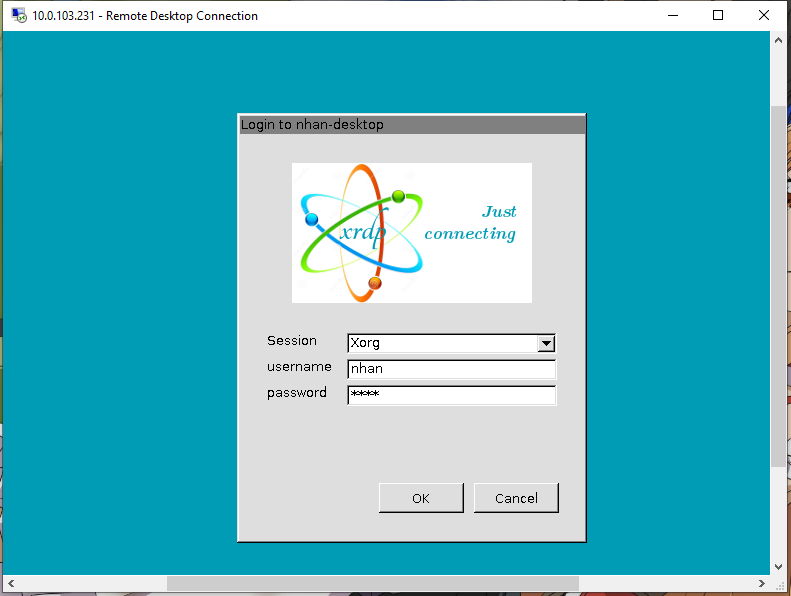 10.0.103.231 - Remote Desktop Connection
Login to nhan-desktop
xrdp
Just
connecting
Session
Xorg
username
nhan
password
****
OK
Cancel